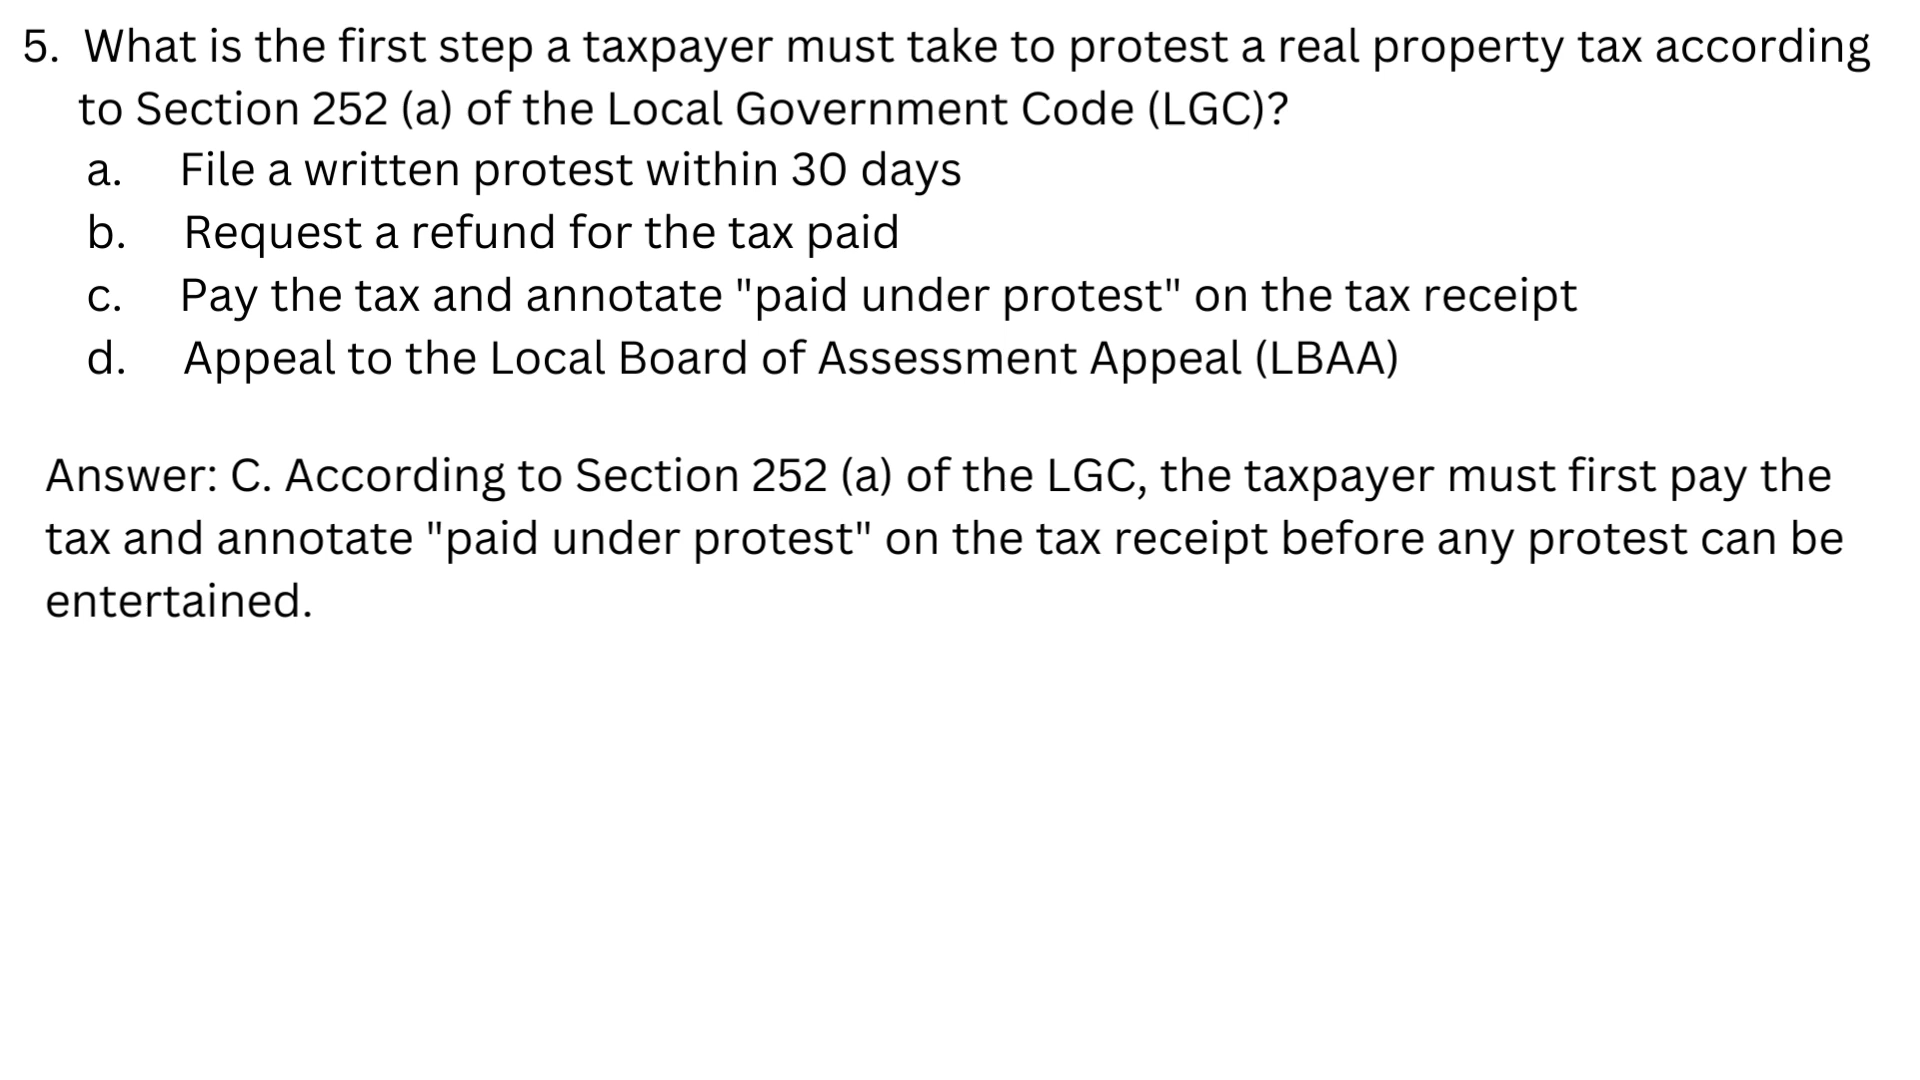 5. What is the first step a taxpayer must take to protest a real property tax according
to Section 252 (a) of the Local Government Code (LGC)?
a. File a written protest within 30 days
b. Request a refund for the tax paid
c. Pay the tax and annotate "paid under protest" on the tax receipt
d. Appeal to the Local Board of Assessment Appeal (LBAA)
Answer: C. According to Section 252 (a) of the LGC, the taxpayer must first pay the
tax and annotate "paid under protest" on the tax receipt before any protest can be
entertained.